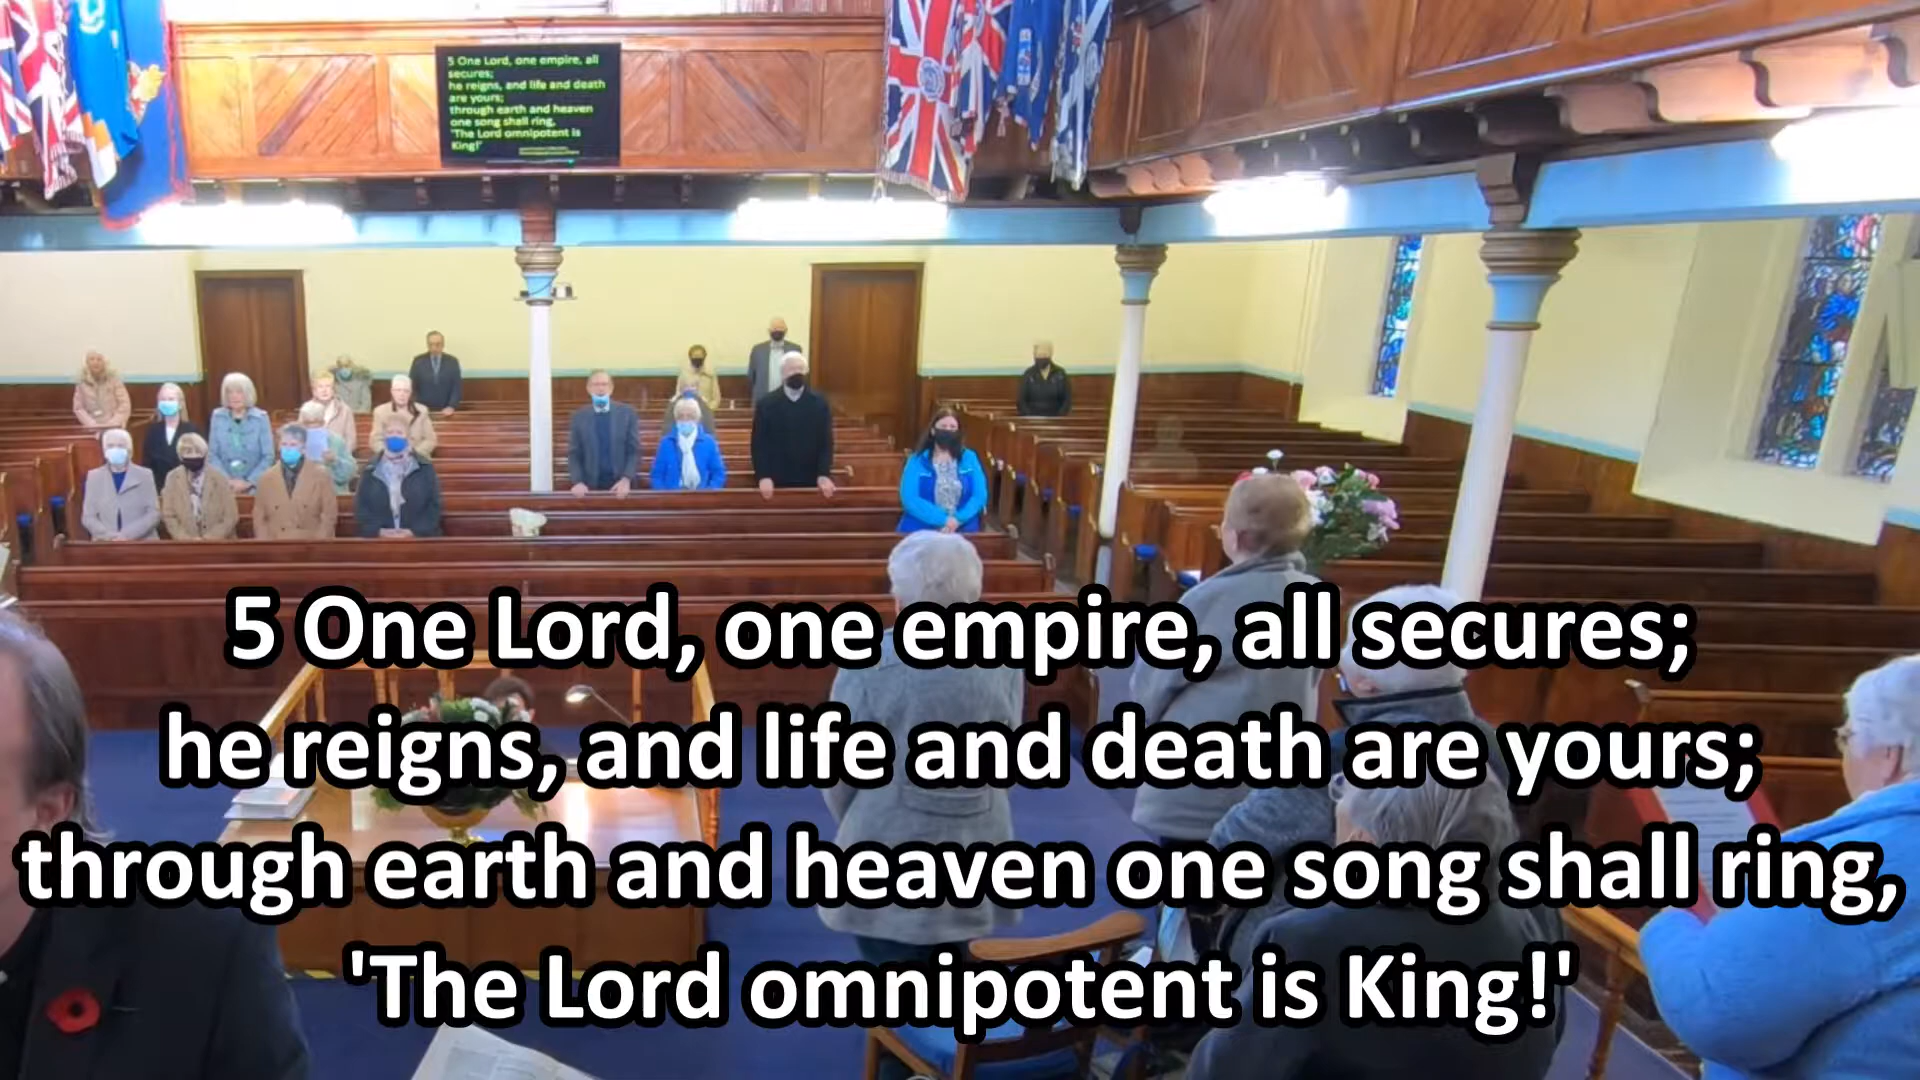 5 One Lord, one empire, all
secures;
he reigns, and life and death
are yours;
through earth and heaven
one song shall ring,
'The Lord omnipotent is
King!'
5 One Lord, one empire, all secures;
he reigns, and life and death are yours;
through earth and heaven one song shall ring,
'The Lord omnipotent is King!'